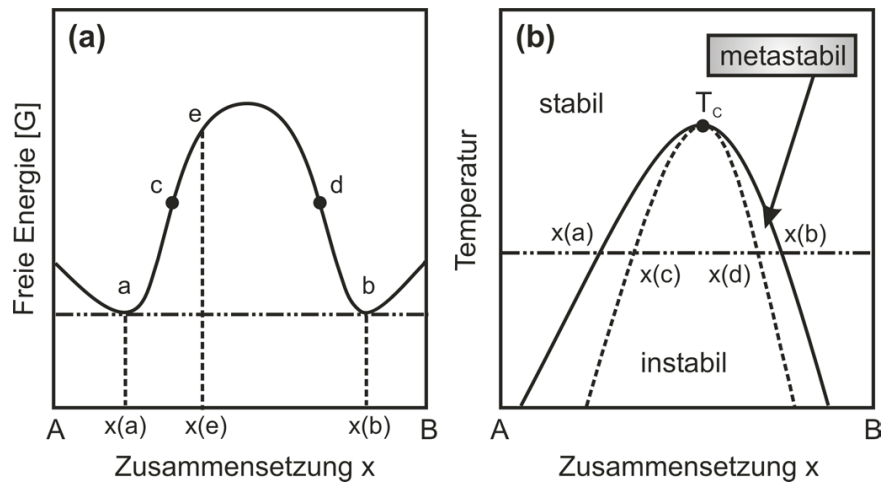 (a)
Freie Energie [G]
e
c
d
a
b
A
x(a)
x(e)
x(b)
B
Zusammensetzung x
(b)
metastabil
stabil
Tc
Temperatur
x(a)
x(b)
x(c)
x(d)
instabil
A
B
Zusammensetzung x